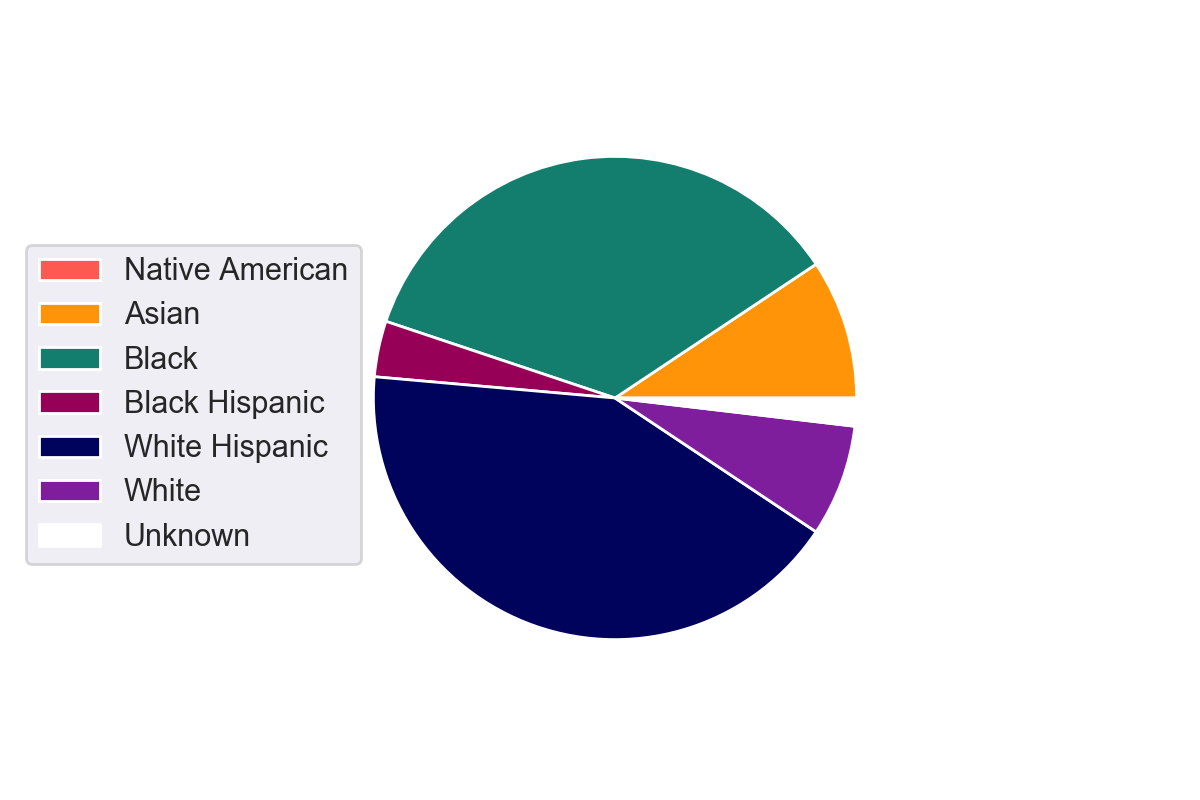 Native American
Asian
Black
Black Hispanic
White Hispanic
White
Unknown